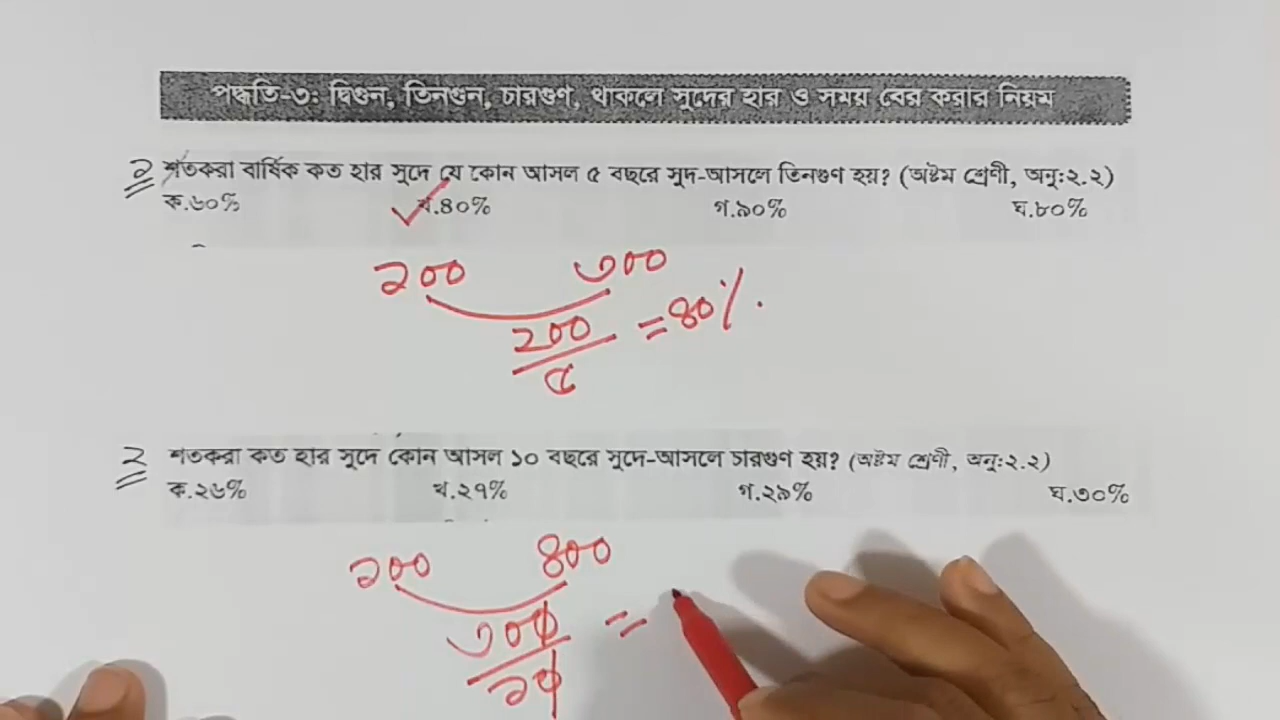 পদ্ধতি-৩: দ্বিগুন, তিনগুন, চারগুণ, থাকলে সুদের হার ও সময় বের করার নিয়ম
১ শতকরা বার্ষিক কত হার সুদে যে কোন আসল ৫ বছরে সুদ-আসলে তিনগুণ হয়? (অষ্টম শ্রেণী, অনু:২.২)
ক.৬০% খ.৪০% গ.৯০% ঘ.৮০%
১০০ ৩০০
২০০
৫
=৪০%.
২ শতকরা কত হার সুদে কোন আসল ১০ বছরে সুদে-আসলে চারগুণ হয়? (অষ্টম শ্রেণী, অনু:২.২)
ক.২৬% খ.২৭% গ.২৯% ঘ.৩০%
১০০ ৪০০
৩০০
১০
=